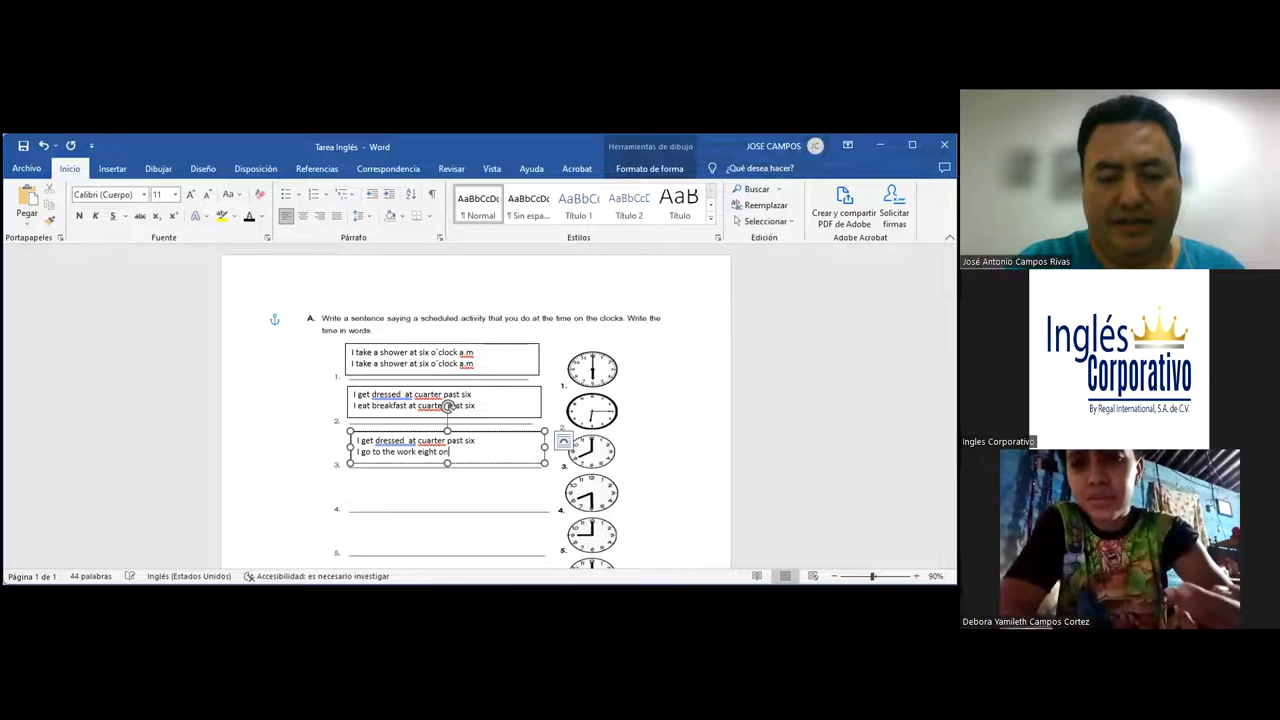 Tarea Inglés - Word
Herramientas de dibujo
JOSE CAMPOS
JC
Archivo
Inicio
Insertar
Dibujar
Diseño
Disposición
Referencias
Correspondencia
Revisar
Vista
Ayuda
Acrobat
Formato de forma
¿Qué desea hacer?
Pegar
Calibri (Cuerpo)
11
N K S
AaBbCcDc
¶ Normal
AaBbCcDc
¶ Sin espa...
AaBbCc
Título 1
AaBbCcC
Título 2
AaB
Título
Buscar
Reemplazar
Seleccionar
Crear y compartir
PDF de Adobe
Solicitar
firmas
Portapapeles
Fuente
Párrafo
Estilos
Edición
Adobe Acrobat
A. Write a sentence saying a scheduled activity that you do at the time on the clocks. Write the
time in words.
I take a shower at six o´clock a.m
I take a shower at six o´clock a.m
1.
1.
I get dressed at cuarter past six
I eat breakfast at cuarter past six
2.
2.
I get dressed at cuarter past six
I go to the work eight on
3.
3.
4.
4.
5.
5.
Página 1 de 1
44 palabras
Inglés (Estados Unidos)
Accesibilidad: es necesario investigar
90%
José Antonio Campos Rivas
Inglés
Corporativo
By Regal International, S.A. de C.V.
Ingles Corporativo
Debora Yamileth Campos Cortez